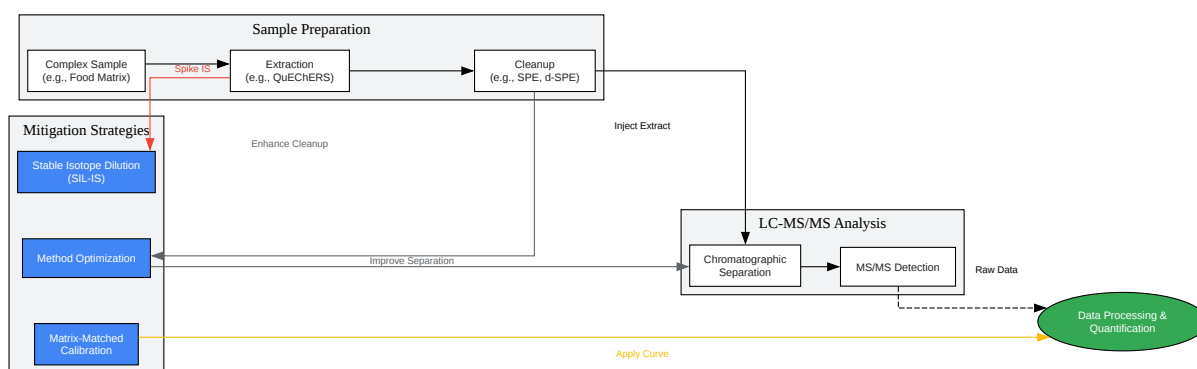 Sample Preparation
Complex Sample
(e.g., Food Matrix)
Spike IS
Extraction
(e.g., QuEChERS)
Cleanup
(e.g., SPE, d-SPE)
Mitigation Strategies
Inject Extract
Enhance Cleanup
Stable Isotope Dilution
(SIL-IS)
LC-MS/MS Analysis
Method Optimization
Improve Separation
Chromatographic
Separation
MS/MS Detection
Raw Data
Data Processing &
Quantification
Matrix-Matched
Calibration
Apply Curve